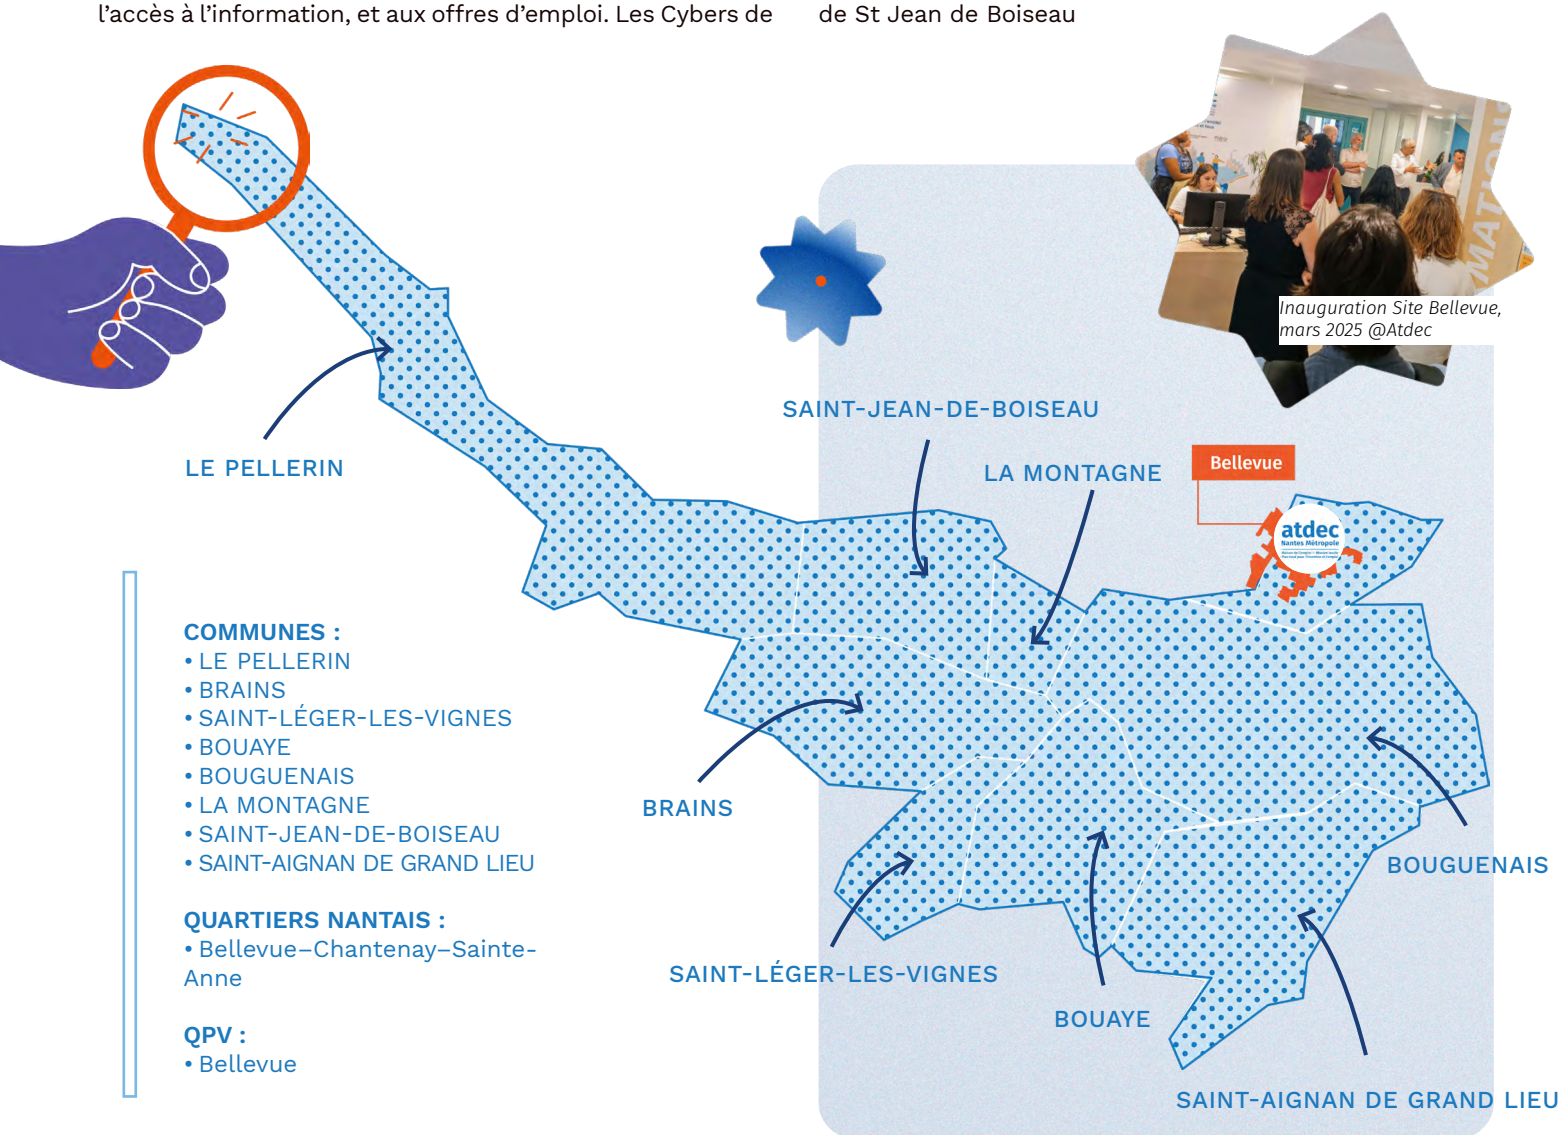 l'accès à l'information, et aux offres d'emploi. Les Cybers de
de St Jean de Boiseau
MATION
Inauguration Site Bellevue,
mars 2025 @Atdec
SAINT-JEAN-DE-BOISEAU
LE PELLERIN
LA MONTAGNE
Bellevue
atdec
Nantes Métropole
COMMUNES :
• LE PELLERIN
• BRAINS
• SAINT-LÉGER-LES-VIGNES
• BOUAYE
• BOUGUENAIS
• LA MONTAGNE
• SAINT-JEAN-DE-BOISEAU
• SAINT-AIGNAN DE GRAND LIEU
QUARTIERS NANTAIS :
• Bellevue–Chantenay–Sainte-
Anne
QPV :
• Bellevue
BRAINS
BOUGUENAIS
SAINT-LÉGER-LES-VIGNES
BOUAYE
SAINT-AIGNAN DE GRAND LIEU